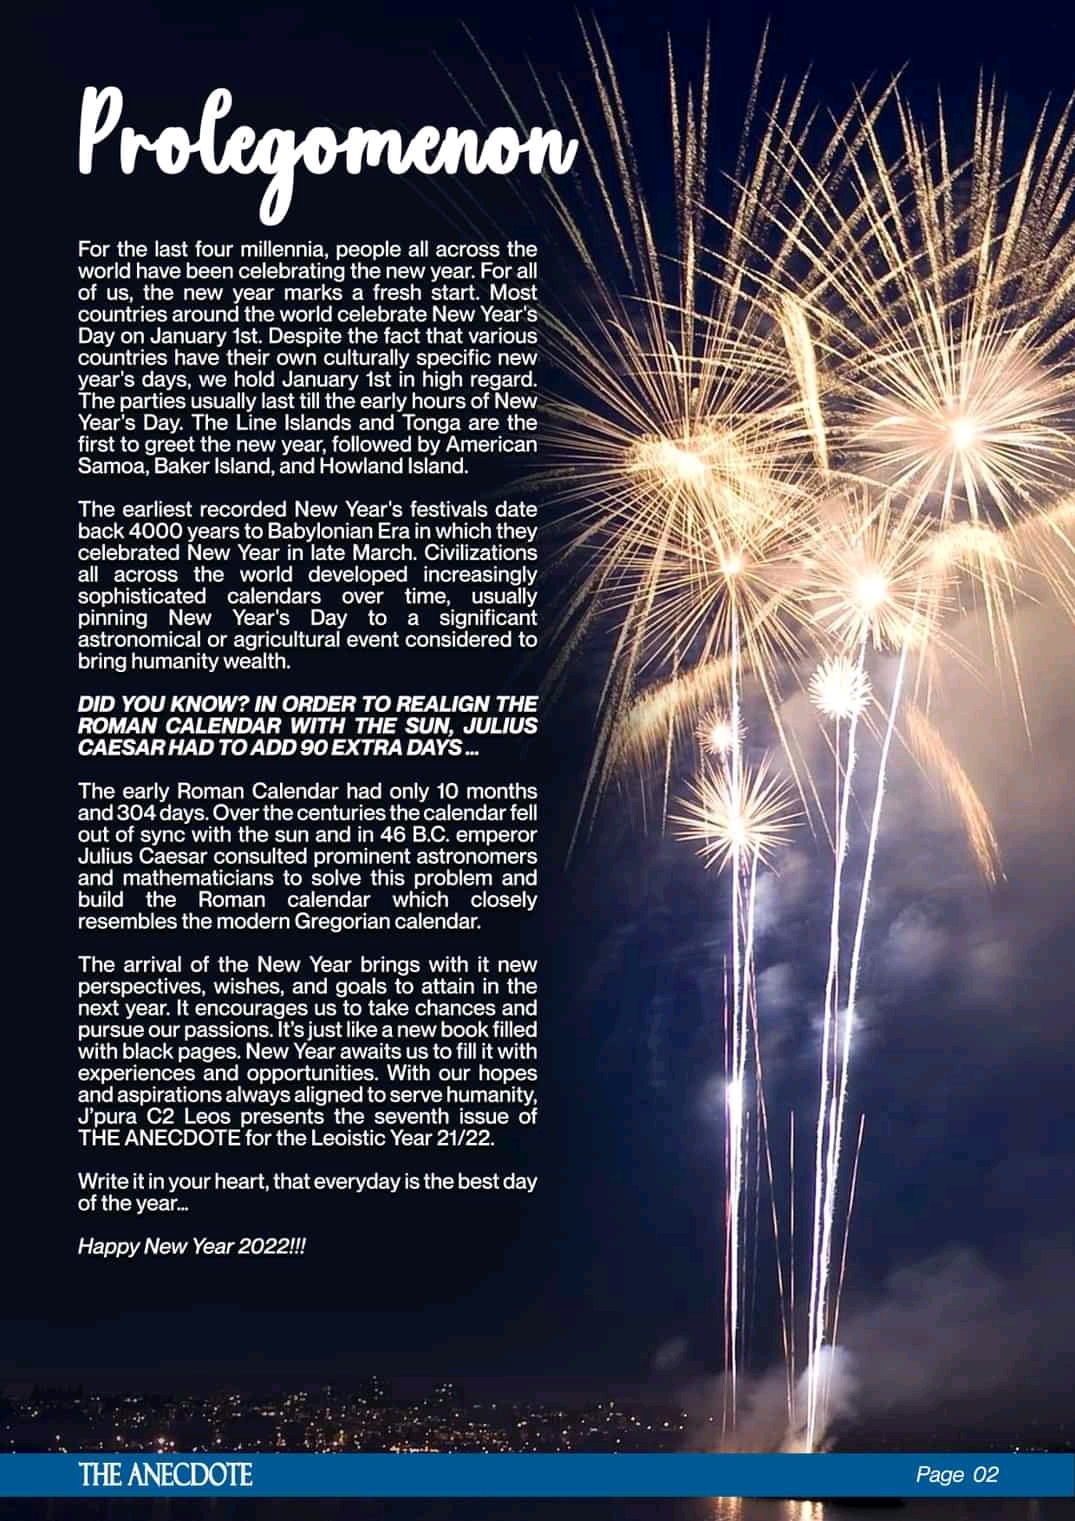 Prolegomenon
For the last four millennia, people all across the
world have been celebrating the new year. For all
of us, the new year marks a fresh start. Most
countries around the world celebrate New Year's
Day on January 1st. Despite the fact that various
countries have their own culturally specific new
year's days, we hold January 1st in high regard.
The parties usually last till the early hours of New
Year's Day. The Line Islands and Tonga are the
first to greet the new year, followed by American
Samoa, Baker Island, and Howland Island.
The earliest recorded New Year's festivals date
back 4000 years to Babylonian Era in which they
celebrated New Year in late March. Civilizations
all across the world developed increasingly
sophisticated calendars over time, usually
pinning New Year's Day to a significant
astronomical or agricultural event considered to
bring humanity wealth.
DID YOU KNOW? IN ORDER TO REALIGN THE
ROMAN CALENDAR WITH THE SUN, JULIUS
CAESAR HAD TO ADD 90 EXTRA DAYS ...
The early Roman Calendar had only 10 months
and 304 days. Over the centuries the calendar fell
out of sync with the sun and in 46 B.C. emperor
Julius Caesar consulted prominent astronomers
and mathematicians to solve this problem and
build the Roman calendar which closely
resembles the modern Gregorian calendar.
The arrival of the New Year brings with it new
perspectives, wishes, and goals to attain in the
next year. It encourages us to take chances and
pursue our passions. It’s just like a new book filled
with black pages. New Year awaits us to fill it with
experiences and opportunities. With our hopes
and aspirations always aligned to serve humanity,
J’pura C2 Leos presents the seventh issue of
THE ANECDOTE for the Leoistic Year 21/22.
Write it in your heart, that everyday is the best day
of the year...
Happy New Year 2022!!!
THE ANECDOTE
Page 02